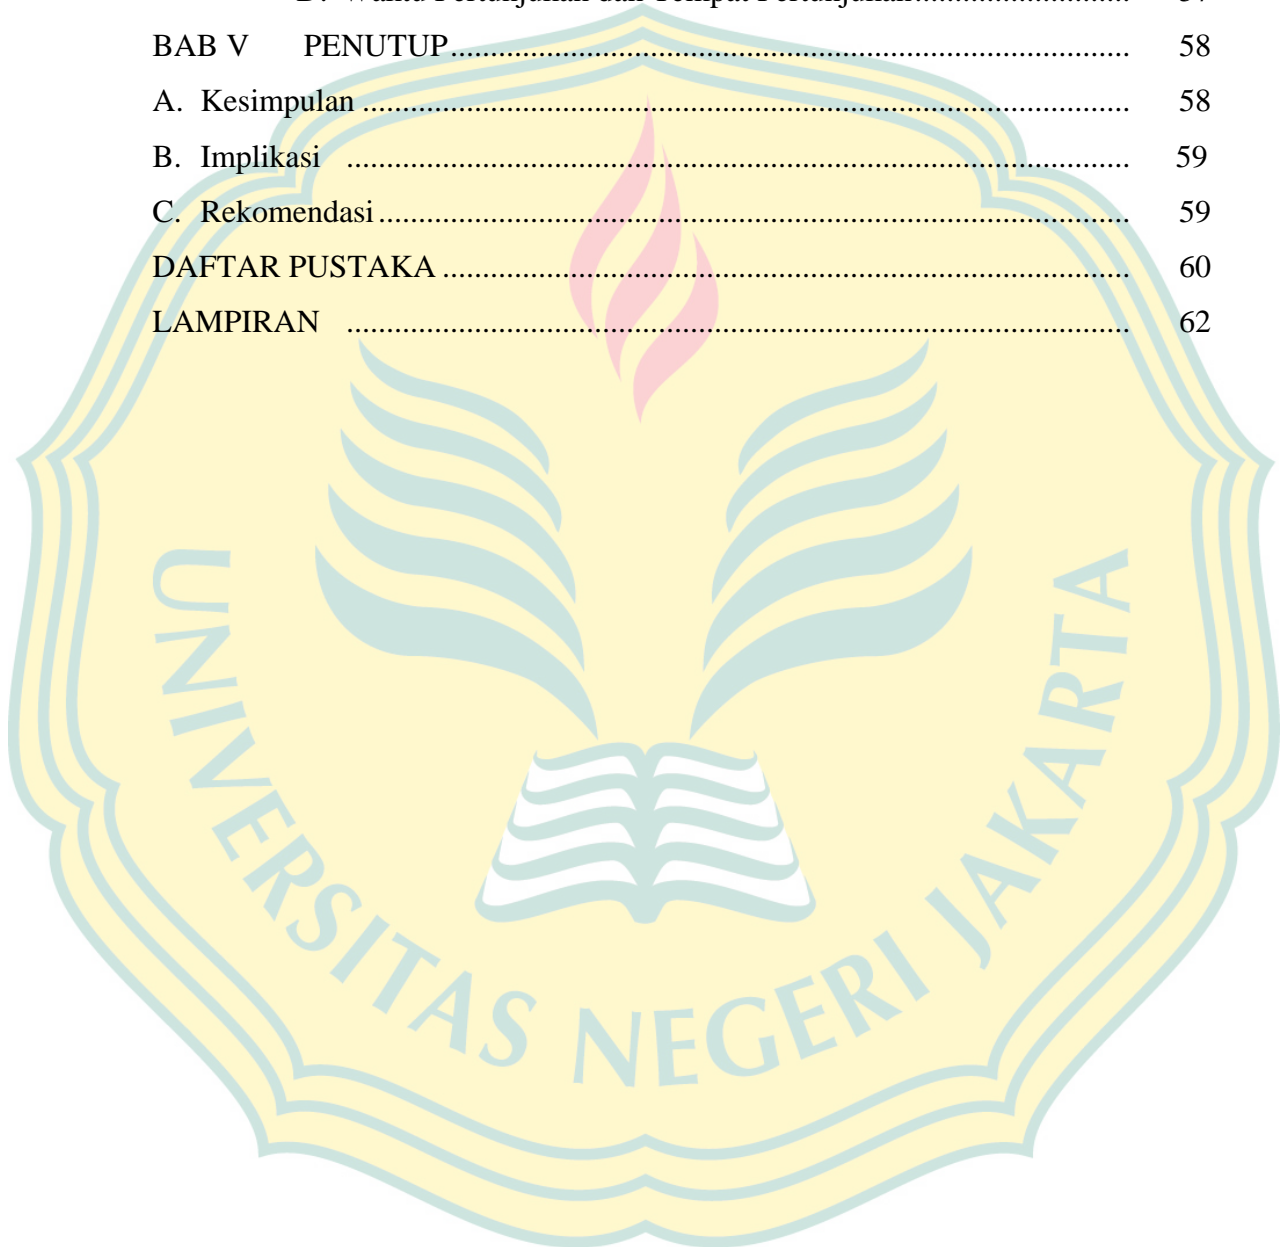 BAB V PENUTUP.......... 58
A. Kesimpulan .......... 58
B. Implikasi .......... 59
C. Rekomendasi .......... 59
DAFTAR PUSTAKA .......... 60
LAMPIRAN .......... 62
UNIVERSITAS NEGERI JAKARTA